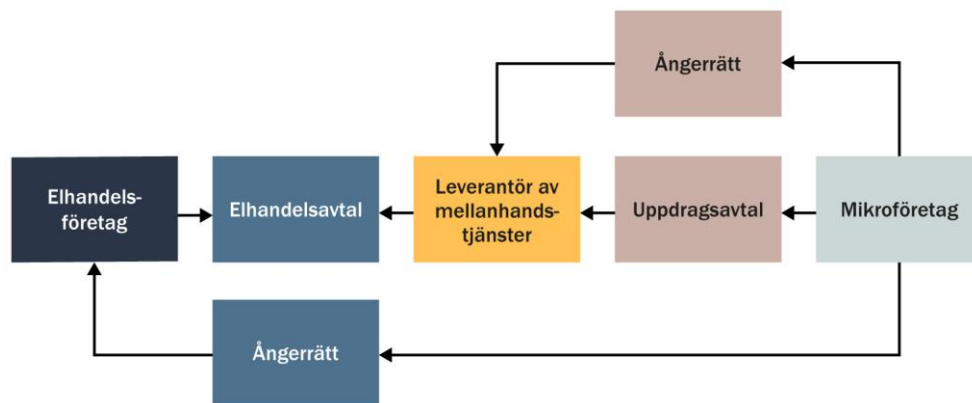 Ångerrätt
Elhandels-
företag
Elhandelsavtal
Leverantör av
mellanhands-
tjänster
Uppdragsavtal
Mikroföretag
Ångerrätt